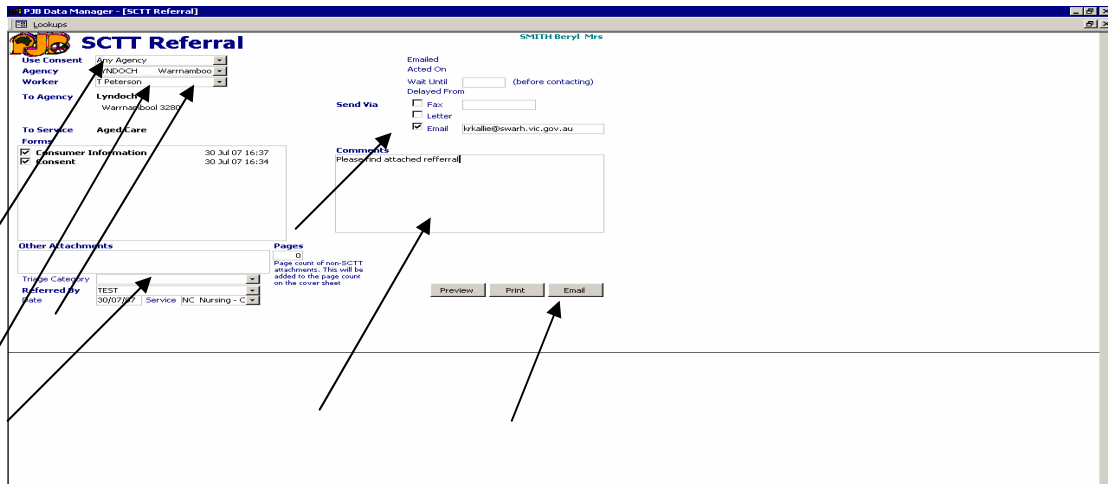 PJB Data Manager - [SCTT Referral]
Lookups
PJB
SCTT Referral
SMITH Beryl Mrs
Use Consent Any Agency
Agency LYNDOCH Warrnamboo
Worker T Peterson
To Agency Lyndoch
Warrnambool 3280
To Service Aged Care
Emailed
Acted On
Wait Until (before contacting)
Delayed From
Send Via Fax
Letter
Email krkallie@swarh.vic.gov.au
Forms
Consumer Information 30 Jul 07 16:37
Consent 30 Jul 07 16:34
Comments
Please find attached refferral
Other Attachments
Pages
0
Page count of non-SCTT
attachments. This will be
added to the page count
on the cover sheet
Triage Category
Referred By TEST
Date 30/07/07 Service NC Nursing - C
Preview Print Email